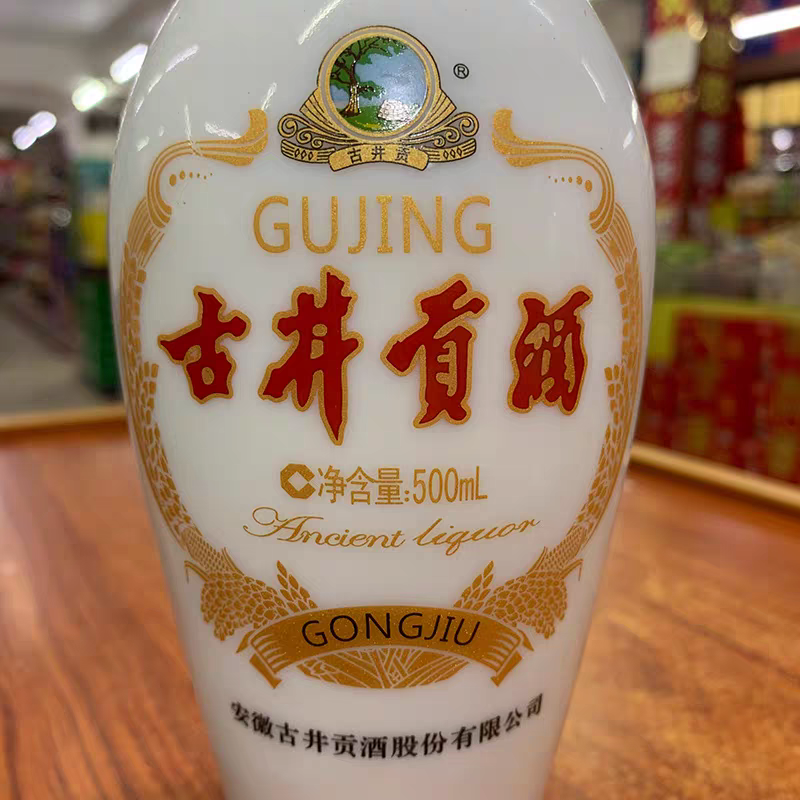 ®
古井贡
GUJING
古井贡酒
净含量:500mL
Ancient liquor
GONGJIU
安徽古井贡酒股份有限公司